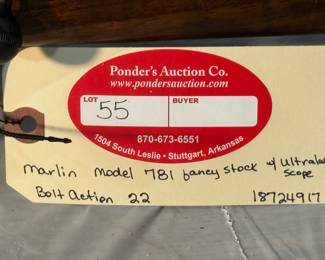 Ponder's Auction Co.
www.pondersauction.com
LOT 55 BUYER
870-673-6551
1504 South Leslie • Stuttgart, Arkansas
Marlin Model 781 fancy stock w/ Ultralux
Scope
Bolt Action 22 18724917